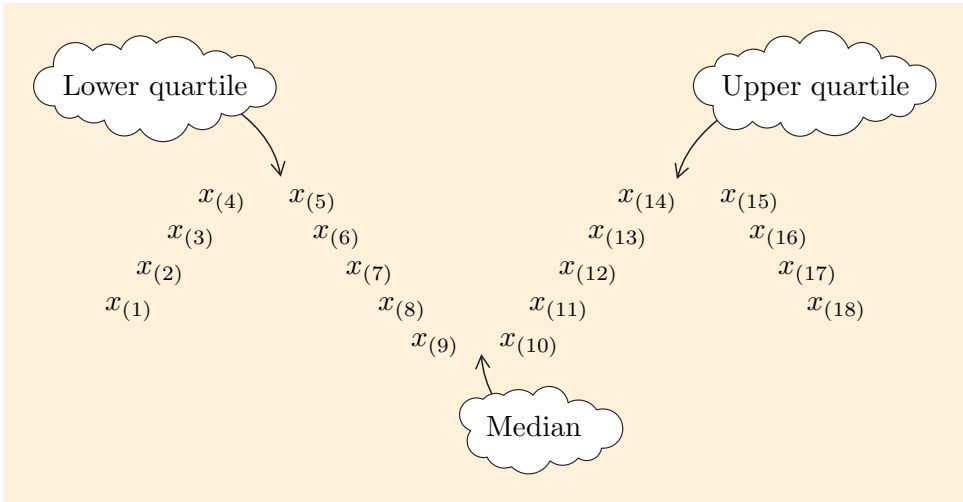 Lower quartile Upper quartile
x(4) x(5) x(14) x(15)
x(3) x(6) x(13) x(16)
x(2) x(7) x(12) x(17)
x(1) x(8) x(11) x(18)
x(9) x(10)
Median